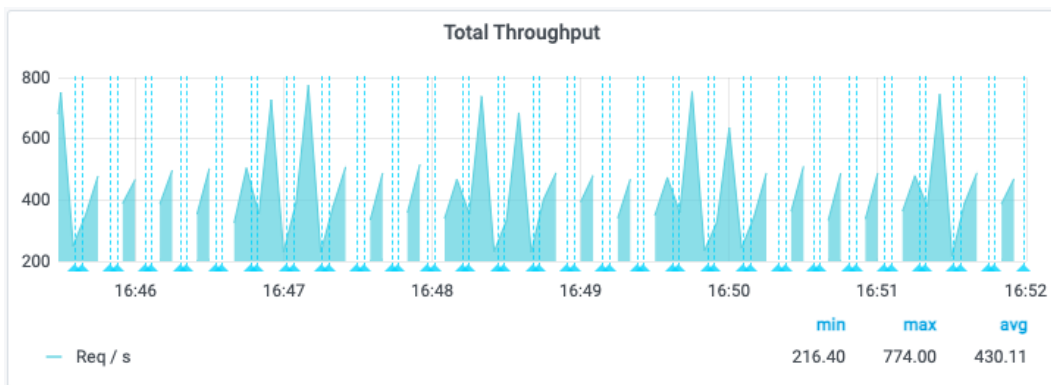 Total Throughput
800
600
400
200
16:46 16:47 16:48 16:49 16:50 16:51 16:52
min max avg
Req / s 216.40 774.00 430.11